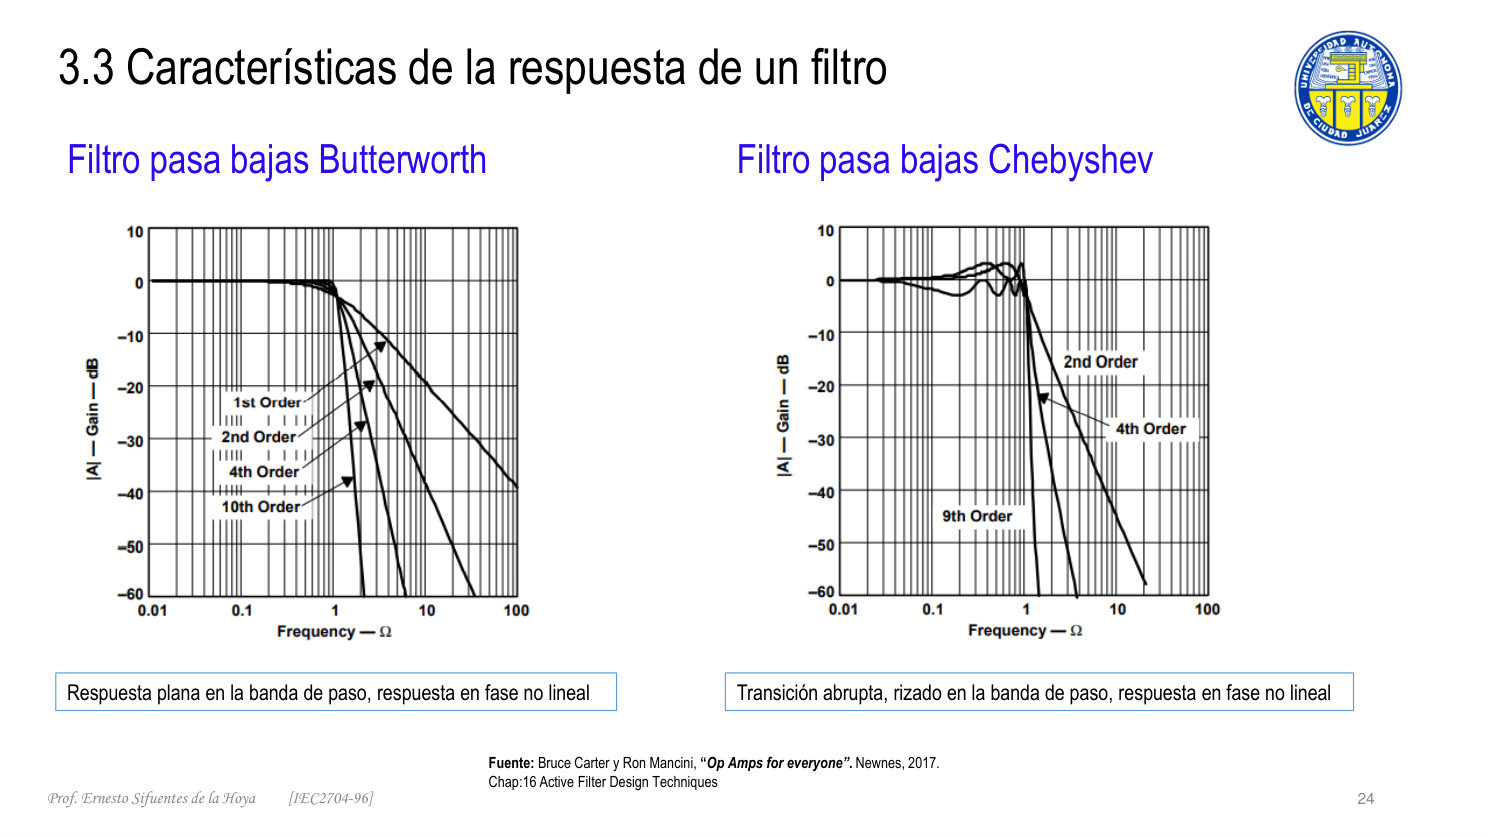 3.3 Características de la respuesta de un filtro
UNIVERSIDAD AUTONOMA
DE CIUDAD JUAREZ
Filtro pasa bajas Butterworth
Filtro pasa bajas Chebyshev
10
0
–10
–20
–30
–40
–50
–60
|A| — Gain — dB
1st Order
2nd Order
4th Order
10th Order
0.01 0.1 1 10 100
Frequency — Ω
10
0
–10
–20
–30
–40
–50
–60
|A| — Gain — dB
2nd Order
4th Order
9th Order
0.01 0.1 1 10 100
Frequency — Ω
Respuesta plana en la banda de paso, respuesta en fase no lineal
Transición abrupta, rizado en la banda de paso, respuesta en fase no lineal
Fuente: Bruce Carter y Ron Mancini, “Op Amps for everyone”. Newnes, 2017.
Chap:16 Active Filter Design Techniques
Prof. Ernesto Sifuentes de la Hoya [IEC2704-96]
24